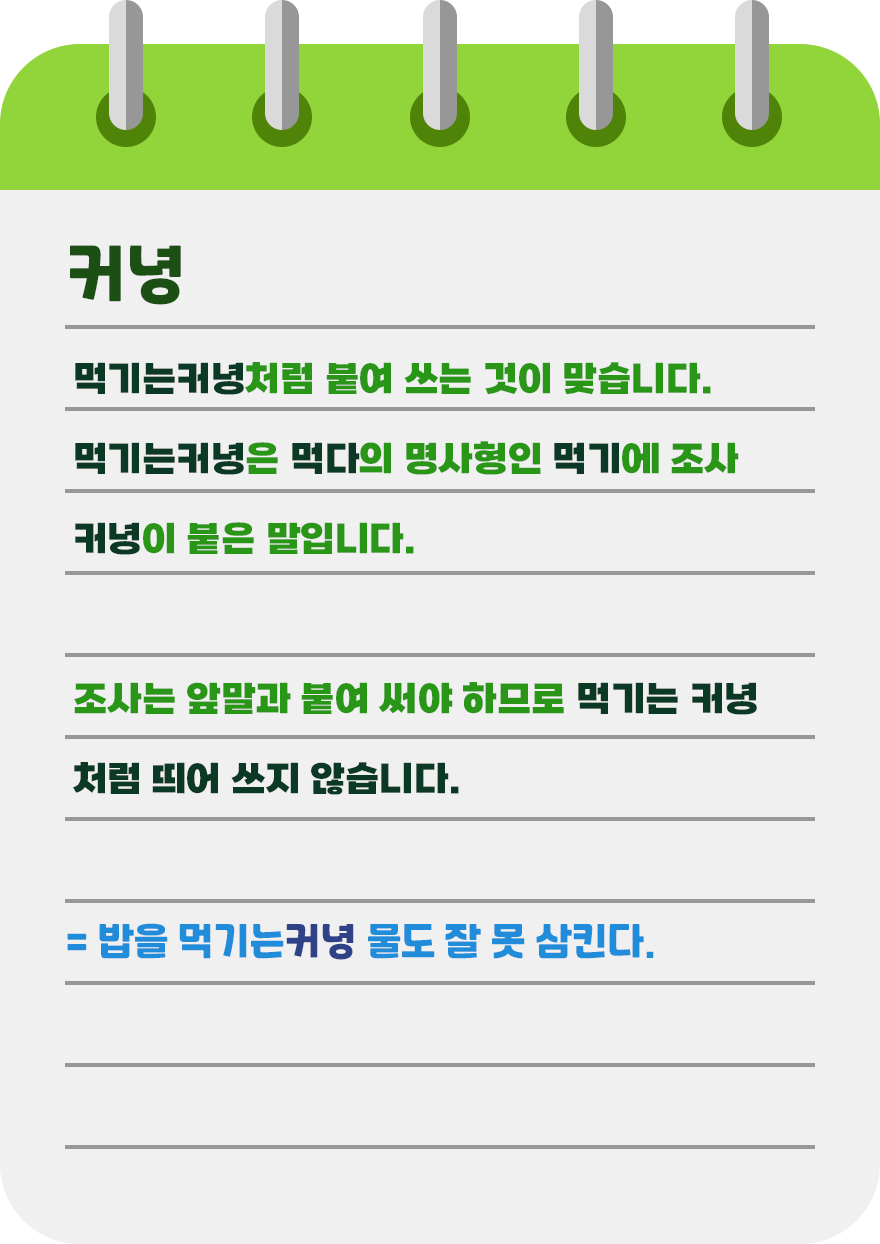 커녕
먹기는커녕처럼 붙여 쓰는 것이 맞습니다.
먹기는커녕은 먹다의 명사형인 먹기에 조사
커녕이 붙은 말입니다.
조사는 앞말과 붙여 써야 하므로 먹기는 커녕
처럼 띄어 쓰지 않습니다.
= 밥을 먹기는커녕 물도 잘 못 삼킨다.